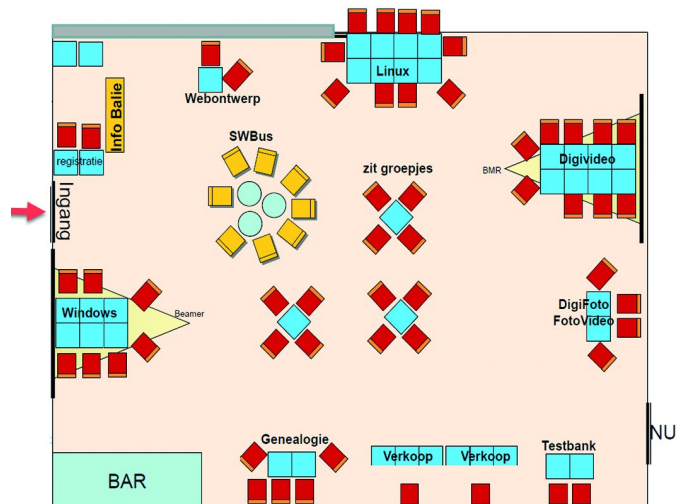 Linux
Webontwerp
Info Balie
SWBus
registratie
zit groepjes
BMR
Digivideo
Ingang
Windows
Beamer
DigiFoto
FotoVideo
NU
Genealogie
Verkoop
Verkoop
Testbank
BAR